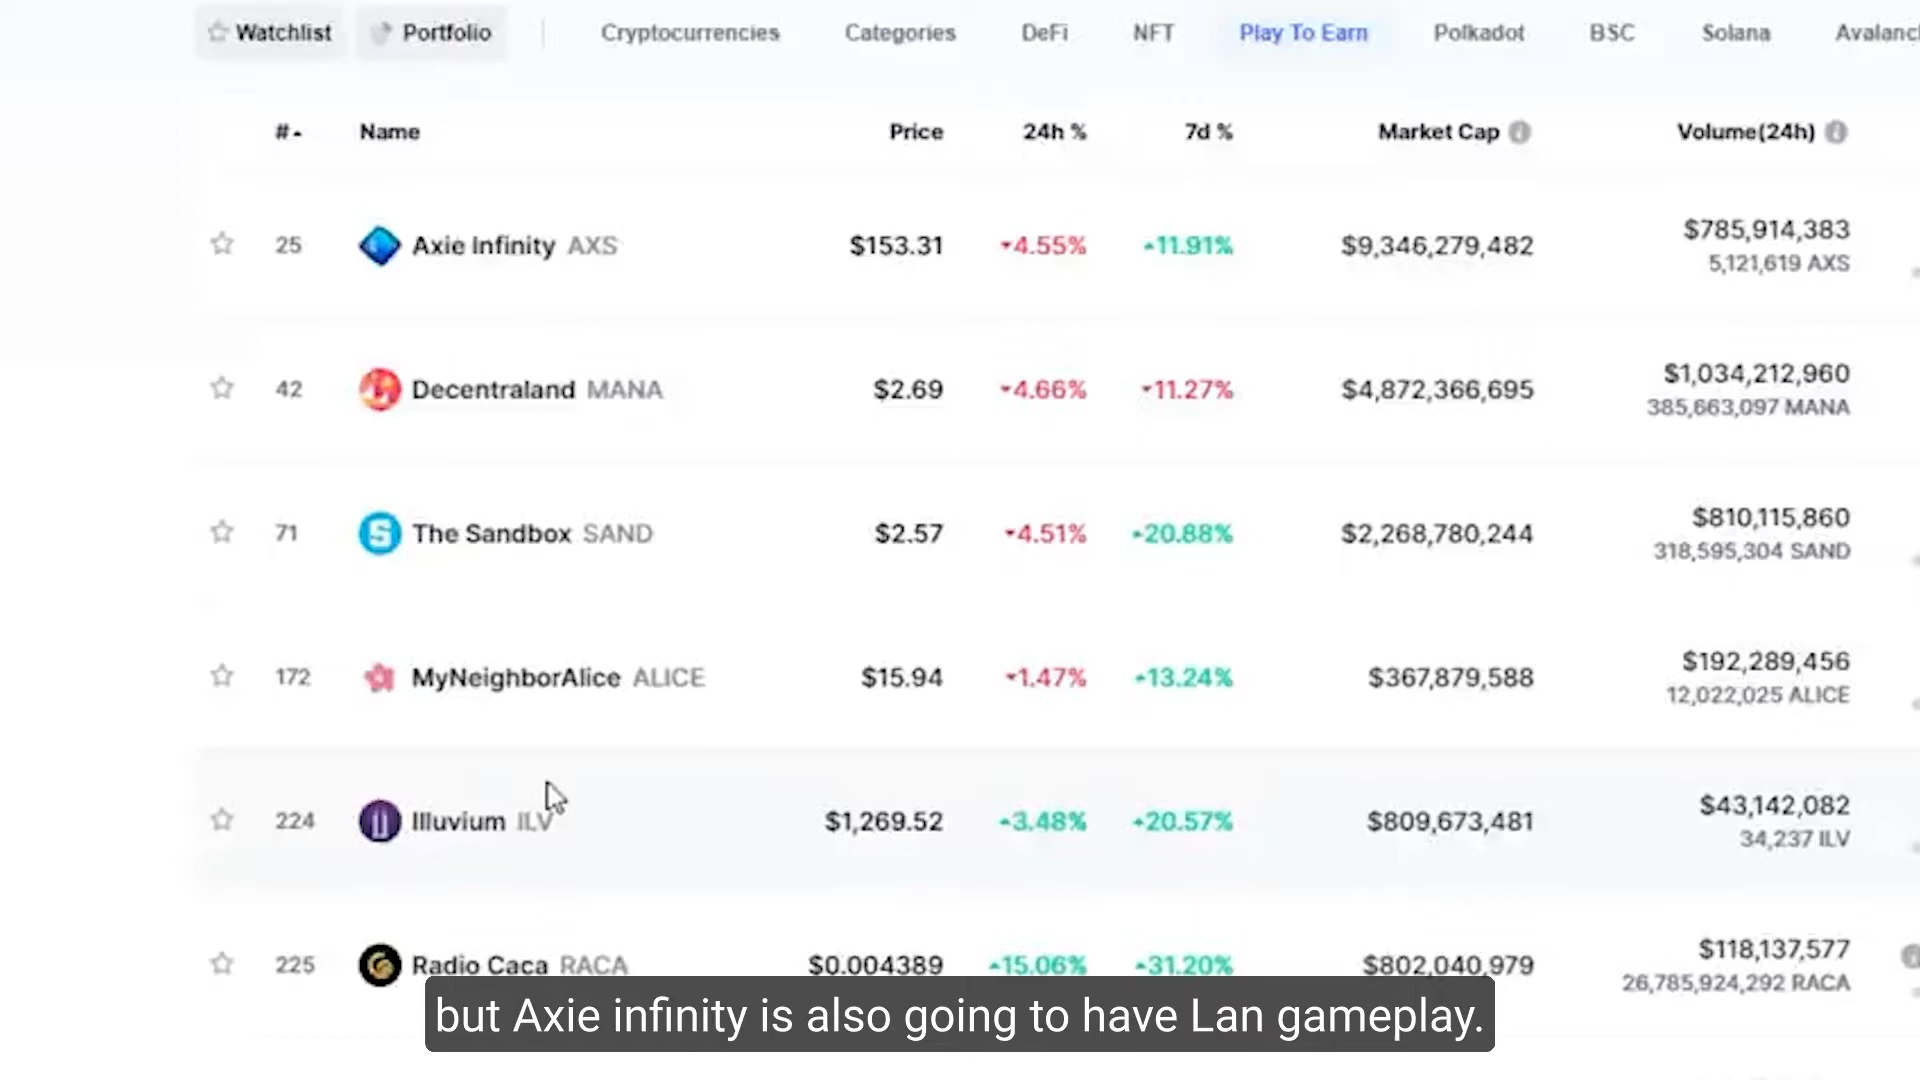 Watchlist Portfolio Cryptocurrencies Categories DeFi NFT Play To Earn Polkadot BSC Solana
# Name Price 24h % 7d % Market Cap Volume(24h)
25 Axie Infinity AXS $153.31 4.55% 11.91% $9,346,279,482 $785,914,383
5,121,619 AXS
42 Decentraland MANA $2.69 4.66% 11.27% $4,872,366,695 $1,034,212,960
385,663,097 MANA
71 The Sandbox SAND $2.57 4.51% 20.88% $2,268,780,244 $810,115,860
318,595,304 SAND
172 MyNeighborAlice ALICE $15.94 1.47% 13.24% $367,879,588 $192,289,456
12,022,025 ALICE
224 Illuvium ILV $1,269.52 3.48% 20.57% $809,673,481 $43,142,082
34,237 ILV
225 Radio Caca RACA $0.004389 15.06% 31.20% $802,040,979 $118,137,577
26,785,924,292 RACA
but Axie infinity is also going to have Lan gameplay.